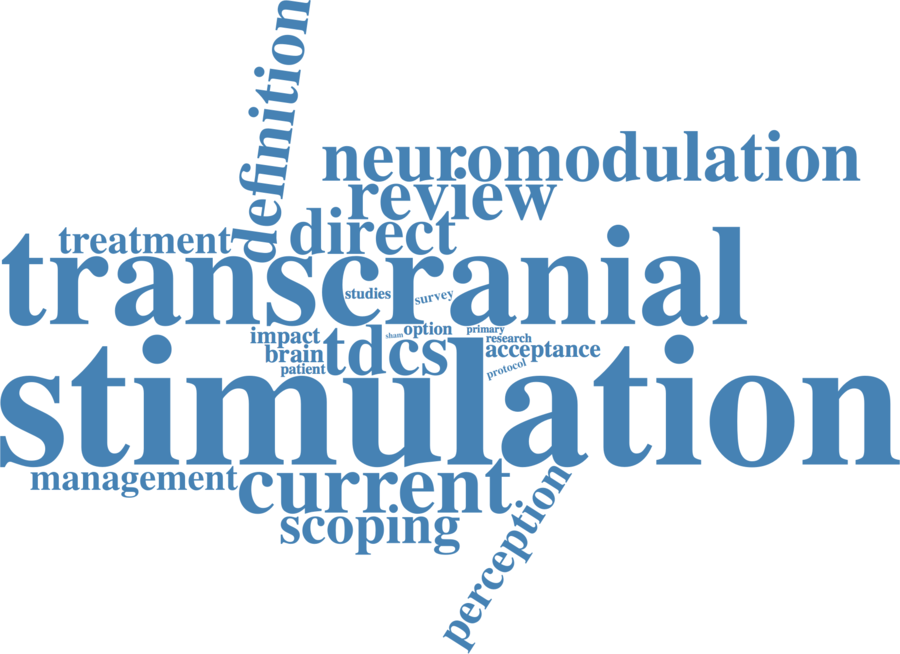 definition
neuromodulation
review
direct
treatment
transcranial
studies
survey
sham
option
primary
impact
tdcs
research
brain
acceptance
patient
protocol
stimulation
management
current
scoping
perception